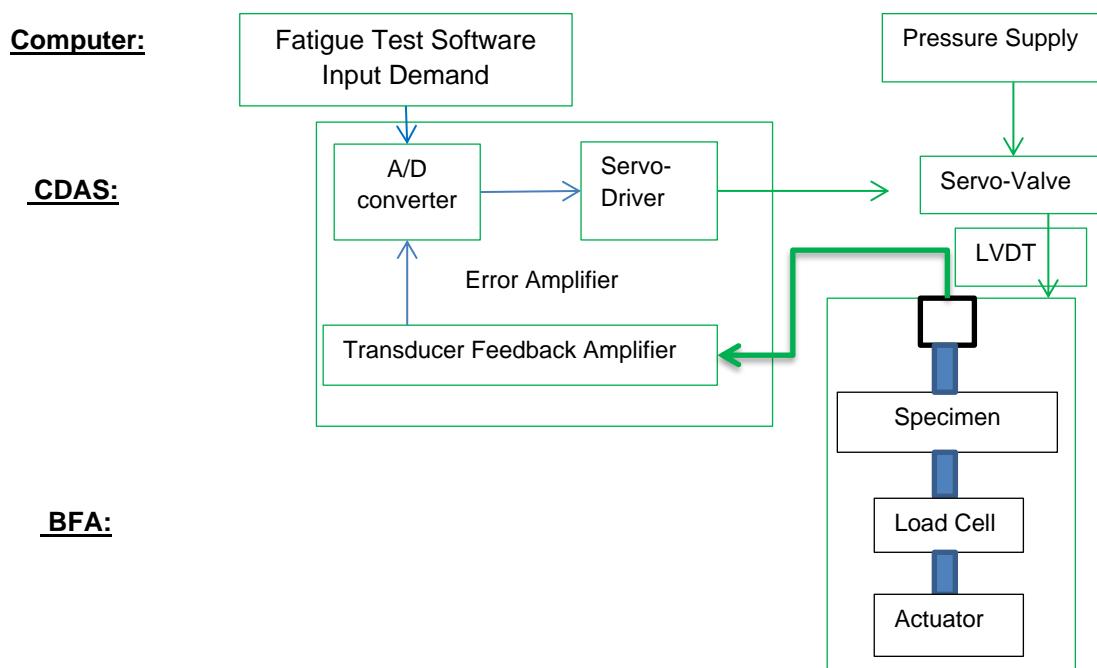 Computer:
Fatigue Test Software
Input Demand
Pressure Supply
CDAS:
A/D
converter
Servo-
Driver
Servo-Valve
LVDT
Error Amplifier
Transducer Feedback Amplifier
Specimen
BFA:
Load Cell
Actuator